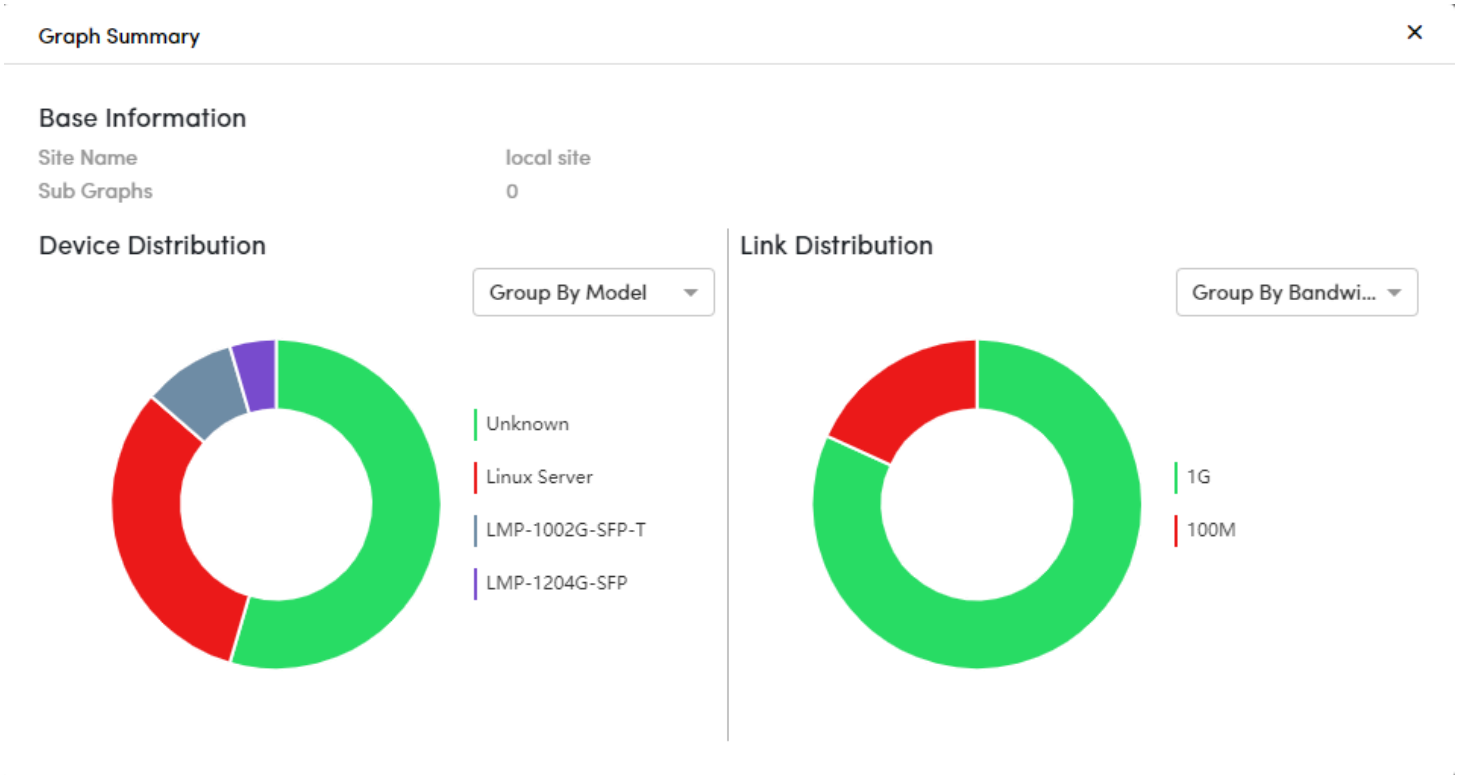 Graph Summary
Base Information
Site Name local site
Sub Graphs 0
Device Distribution
Group By Model
Unknown
Linux Server
LMP-1002G-SFP-T
LMP-1204G-SFP
Link Distribution
Group By Bandwi...
1G
100M